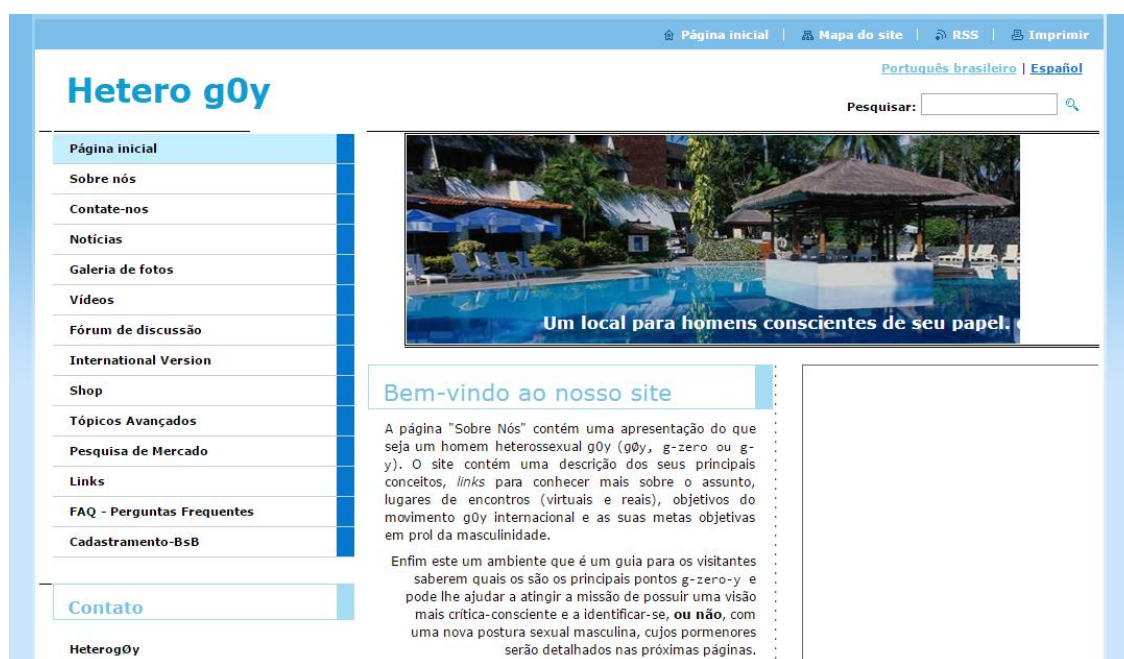 Página inicial | Mapa do site | RSS | Imprimir
Português brasileiro | Español
Hetero g0y
Pesquisar:
Página inicial
Sobre nós
Contate-nos
Notícias
Galeria de fotos
Vídeos
Fórum de discussão
International Version
Shop
Tópicos Avançados
Pesquisa de Mercado
Links
FAQ - Perguntas Frequentes
Cadastramento-BsB
Contato
HeterogØy
Um local para homens conscientes de seu papel.
Bem-vindo ao nosso site
A página "Sobre Nós" contém uma apresentação do que
seja um homem heterossexual g0y (gØy, g-zero ou g-
y). O site contém uma descrição dos seus principais
conceitos, links para conhecer mais sobre o assunto,
lugares de encontros (virtuais e reais), objetivos do
movimento g0y internacional e as suas metas objetivas
em prol da masculinidade.
Enfim este um ambiente que é um guia para os visitantes
saberem quais os são os principais pontos g-zero-y e
pode lhe ajudar a atingir a missão de possuir uma visão
mais crítica-consciente e a identificar-se, ou não, com
uma nova postura sexual masculina, cujos pormenores
serão detalhados nas próximas páginas.